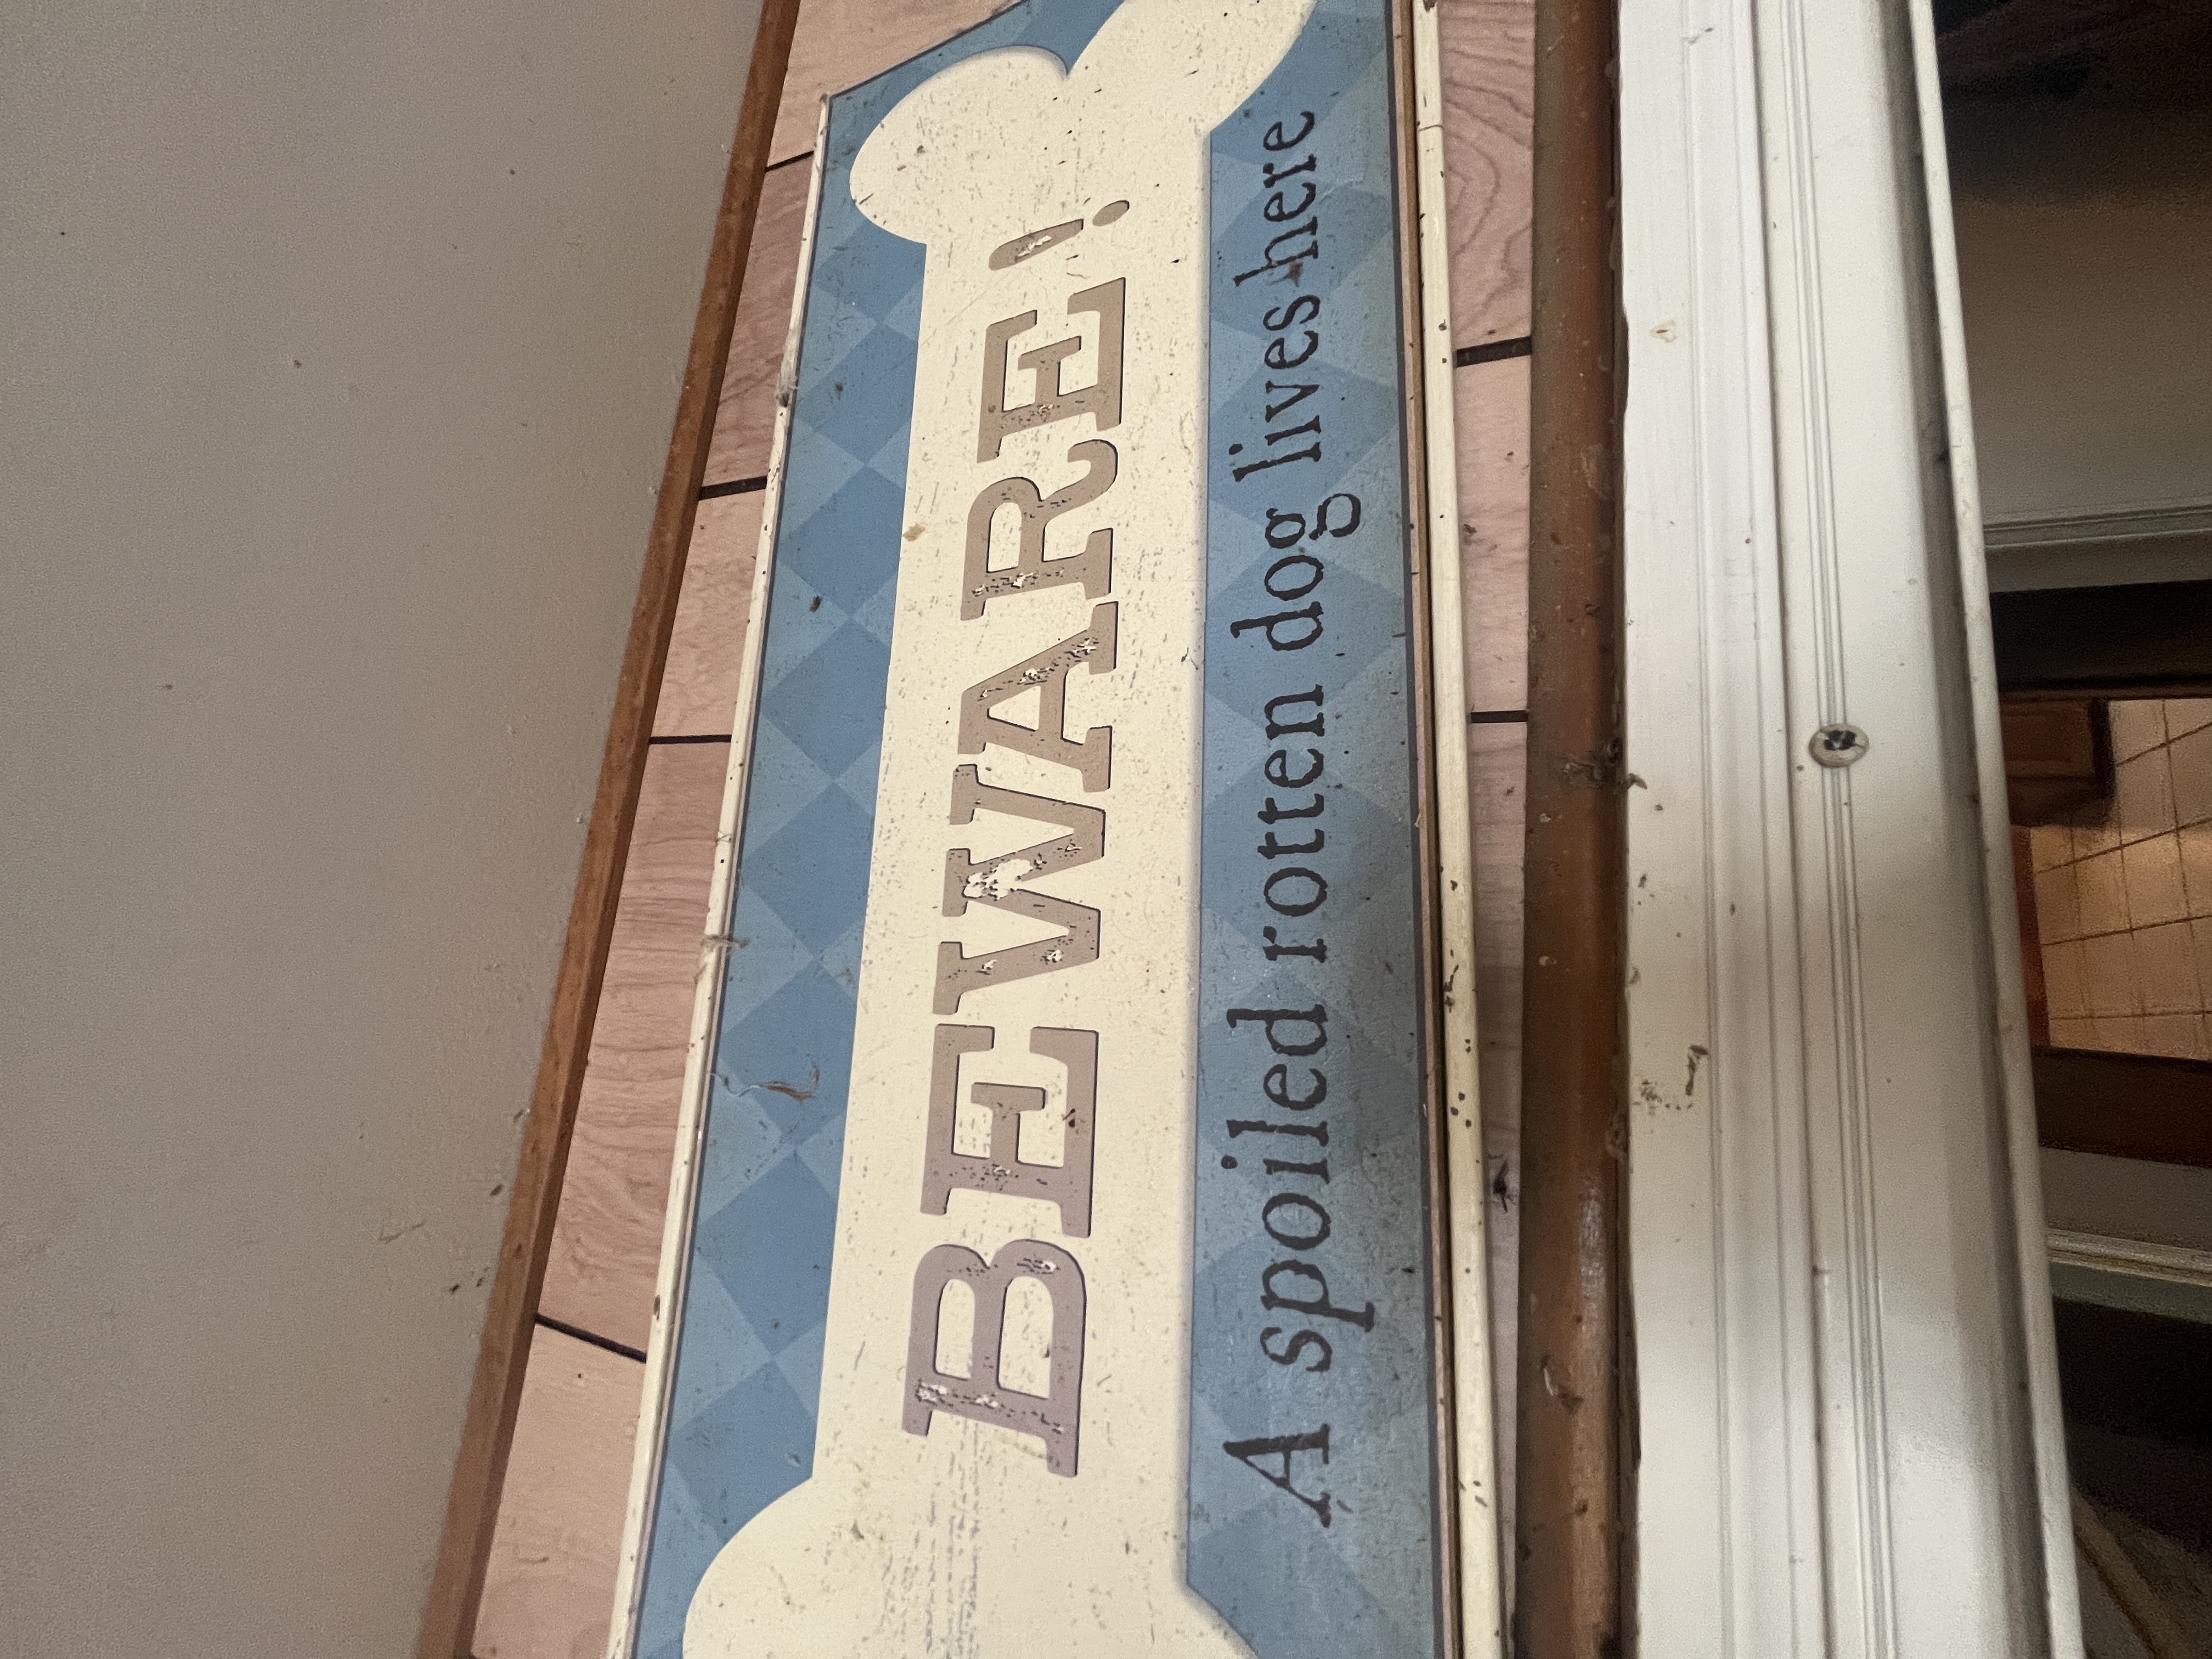 BEWARE!
A spoiled rotten dog lives here